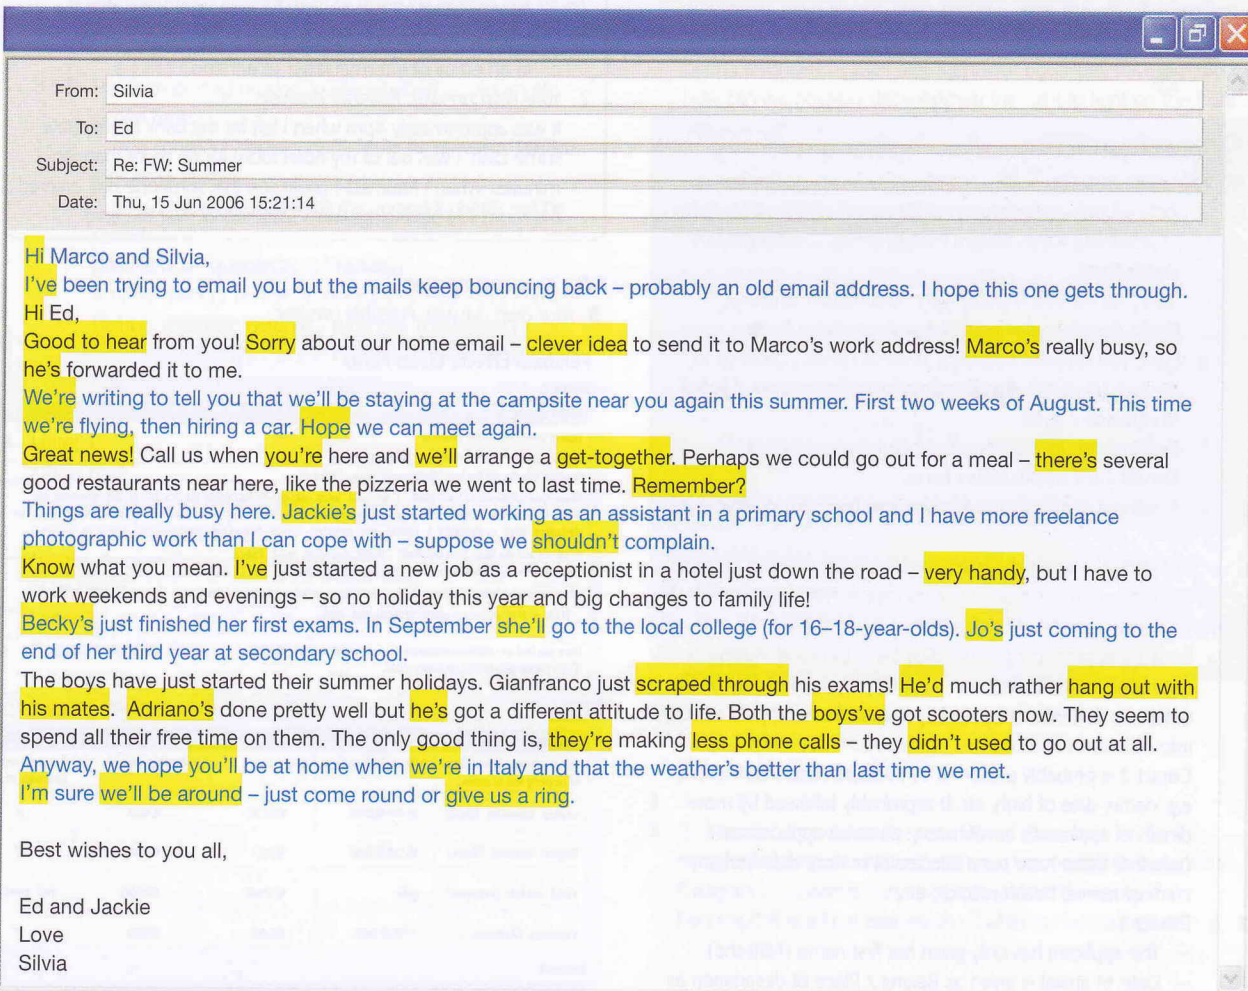 From: Silvia
To: Ed
Subject: Re: FW: Summer
Date: Thu, 15 Jun 2006 15:21:14
Hi Marco and Silvia,
I've been trying to email you but the mails keep bouncing back – probably an old email address. I hope this one gets through.
Hi Ed,
Good to hear from you! Sorry about our home email – clever idea to send it to Marco's work address! Marco's really busy, so
he's forwarded it to me.
We're writing to tell you that we'll be staying at the campsite near you again this summer. First two weeks of August. This time
we're flying, then hiring a car. Hope we can meet again.
Great news! Call us when you're here and we'll arrange a get-together. Perhaps we could go out for a meal – there's several
good restaurants near here, like the pizzeria we went to last time. Remember?
Things are really busy here. Jackie's just started working as an assistant in a primary school and I have more freelance
photographic work than I can cope with – suppose we shouldn't complain.
Know what you mean. I've just started a new job as a receptionist in a hotel just down the road – very handy, but I have to
work weekends and evenings – so no holiday this year and big changes to family life!
Becky's just finished her first exams. In September she'll go to the local college (for 16–18-year-olds). Jo's just coming to the
end of her third year at secondary school.
The boys have just started their summer holidays. Gianfranco just scraped through his exams! He'd much rather hang out with
his mates. Adriano's done pretty well but he's got a different attitude to life. Both the boys've got scooters now. They seem to
spend all their free time on them. The only good thing is, they're making less phone calls – they didn't used to go out at all.
Anyway, we hope you'll be at home when we're in Italy and that the weather's better than last time we met.
I'm sure we'll be around – just come round or give us a ring.
Best wishes to you all,
Ed and Jackie
Love
Silvia